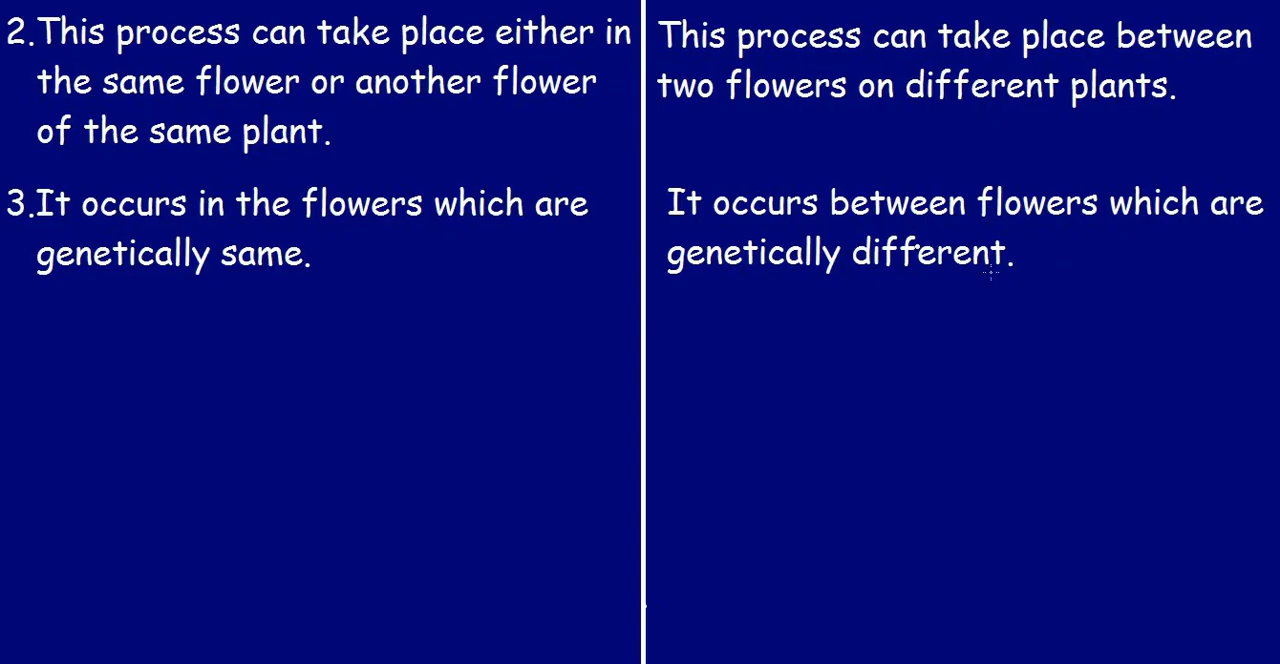 2.This process can take place either in
the same flower or another flower
of the same plant.
3.It occurs in the flowers which are
genetically same.
This process can take place between
two flowers on different plants.
It occurs between flowers which are
genetically different.